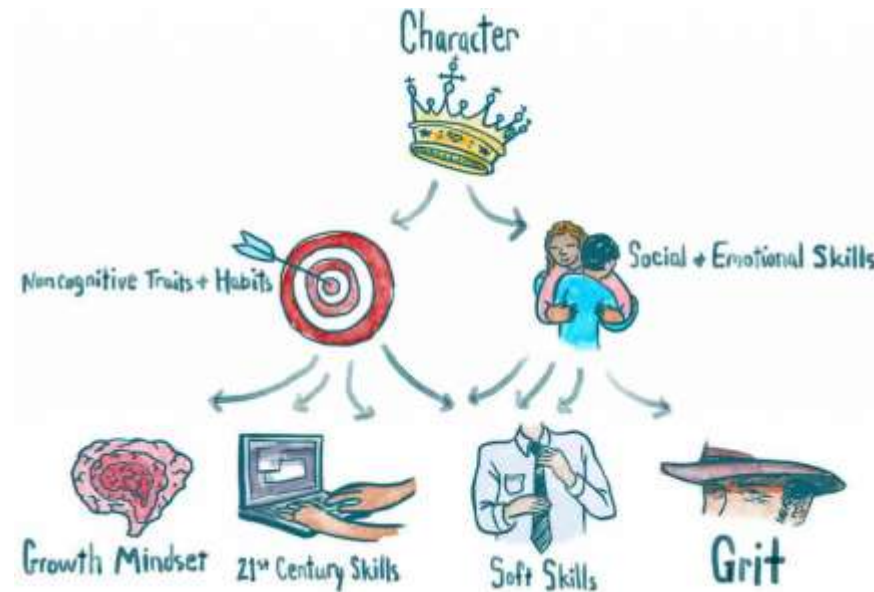 Character
Noncognitive Traits + Habits
Social + Emotional Skills
Growth Mindset
21st Century Skills
Soft Skills
Grit